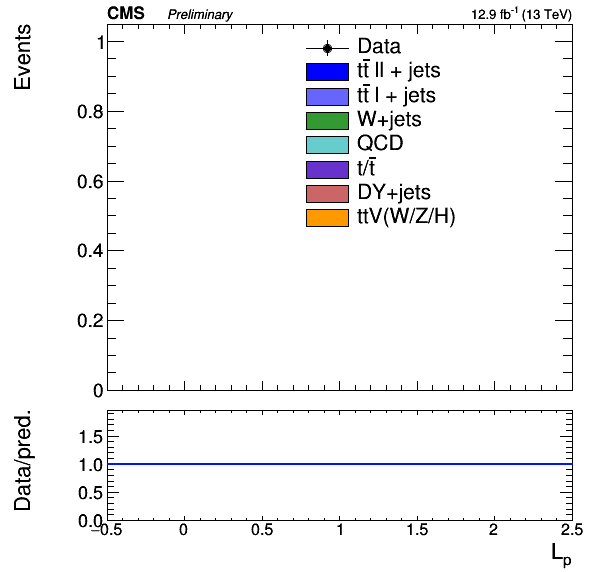 CMS Preliminary 12.9 fb⁻¹ (13 TeV)
Events
1
0.8
0.6
0.4
0.2
0
Data
tt̄ ll + jets
tt̄ l + jets
W+jets
QCD
t/t̄
DY+jets
ttV(W/Z/H)
Data/pred.
1.5
1.0
0.5
0.0
−0.5 0 0.5 1 1.5 2 2.5
Lₚ